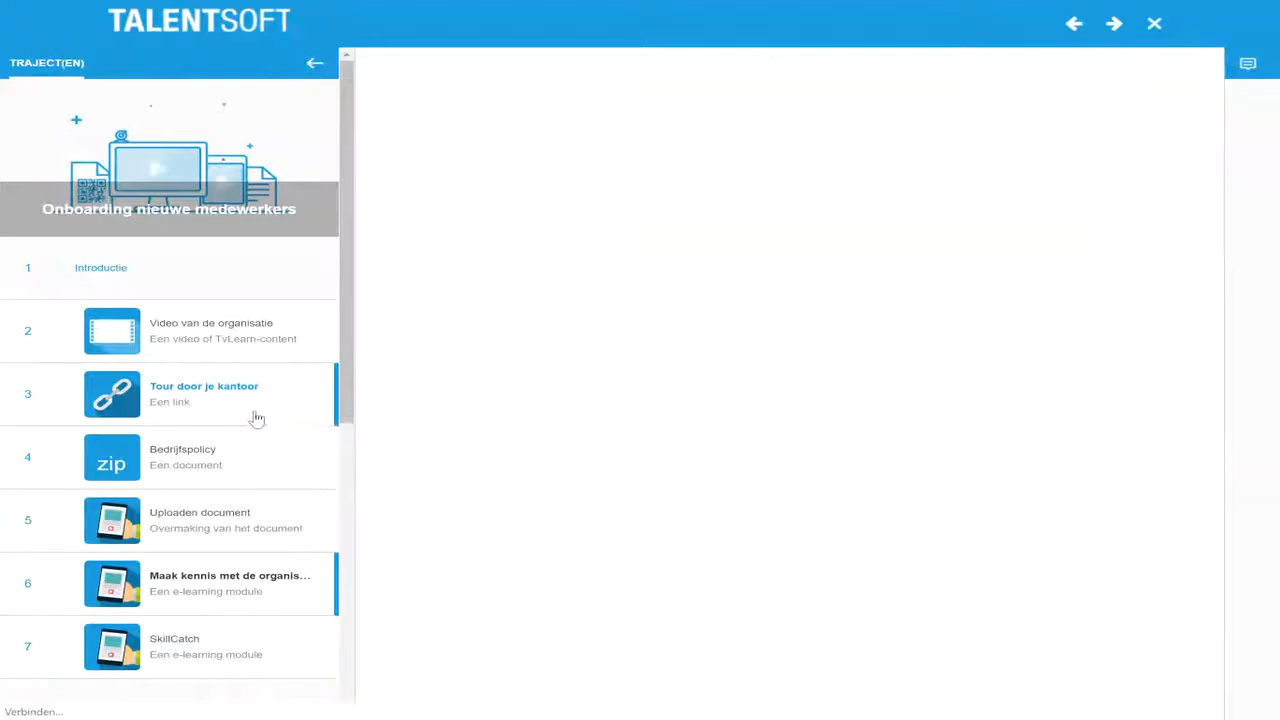 TALENTSOFT
TRAJECT(EN)
Onboarding nieuwe medewerkers
1 Introductie
2 Video van de organisatie
Een video of TvLearn-content
3 Tour door je kantoor
Een link
4 zip Bedrijfspolicy
Een document
5 Uploaden document
Overmaking van het document
6 Maak kennis met de organis...
Een e-learning module
7 SkillCatch
Een e-learning module
Verbinden...